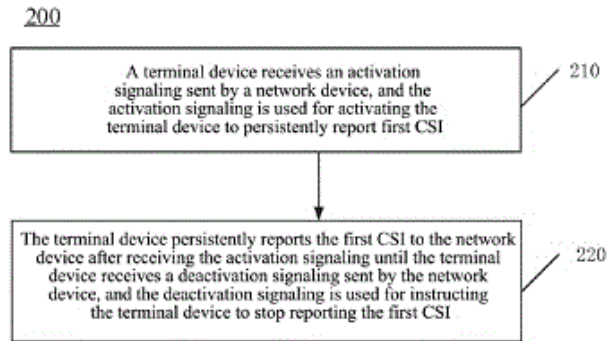 200
A terminal device receives an activation
signaling sent by a network device, and the
activation signaling is used for activating the
terminal device to persistently report first CSI
210
The terminal device persistently reports the first CSI to the network
device after receiving the activation signaling until the terminal
device receives a deactivation signaling sent by the network
device, and the deactivation signaling is used for instructing
the terminal device to stop reporting the first CSI
220